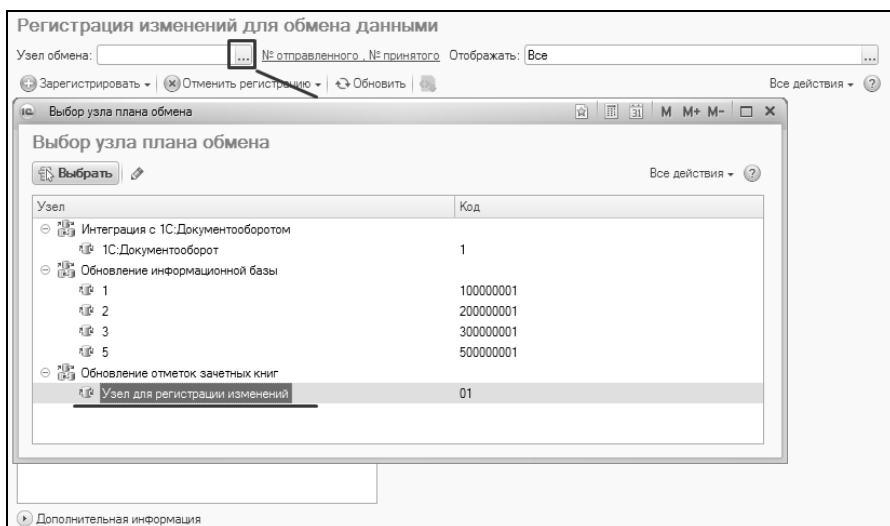 Регистрация изменений для обмена данными
Узел обмена: ... № отправленного , № принятого Отображать: Все ...
Зарегистрировать Отменить регистрацию Обновить Все действия ?
1С Выбор узла плана обмена 31 M M+ M-
Выбор узла плана обмена
Выбрать Все действия ?
Узел Код
Интеграция с 1С:Документооборотом
1С:Документооборот 1
Обновление информационной базы
1 100000001
2 200000001
3 300000001
5 500000001
Обновление отметок зачетных книг
Узел для регистрации изменений 01
Дополнительная информация